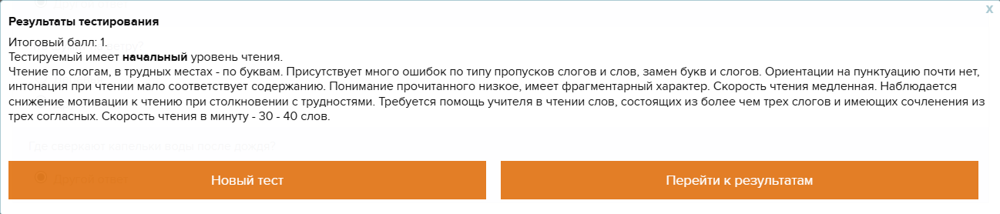 x
Результаты тестирования
Итоговый балл: 1.
Тестируемый имеет начальный уровень чтения.
Чтение по слогам, в трудных местах - по буквам. Присутствует много ошибок по типу пропусков слогов и слов, замен букв и слогов. Ориентации на пунктуацию почти нет,
интонация при чтении мало соответствует содержанию. Понимание прочитанного низкое, имеет фрагментарный характер. Скорость чтения медленная. Наблюдается
снижение мотивации к чтению при столкновении с трудностями. Требуется помощь учителя в чтении слов, состоящих из более чем трех слогов и имеющих сочленения из
трех согласных. Скорость чтения в минуту - 30 - 40 слов.
Где сверкают капельки воды после дождя?
Новый тест
Перейти к результатам